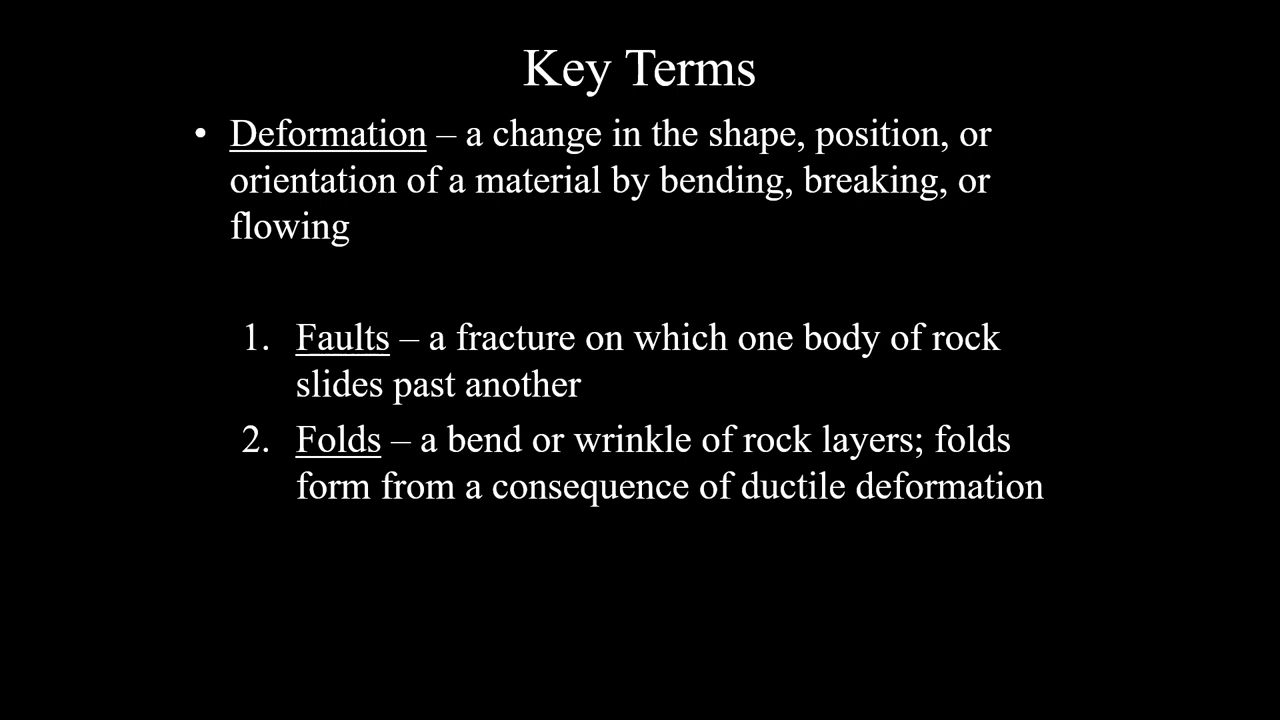 Key Terms
• Deformation – a change in the shape, position, or
orientation of a material by bending, breaking, or
flowing
1. Faults – a fracture on which one body of rock
slides past another
2. Folds – a bend or wrinkle of rock layers; folds
form from a consequence of ductile deformation